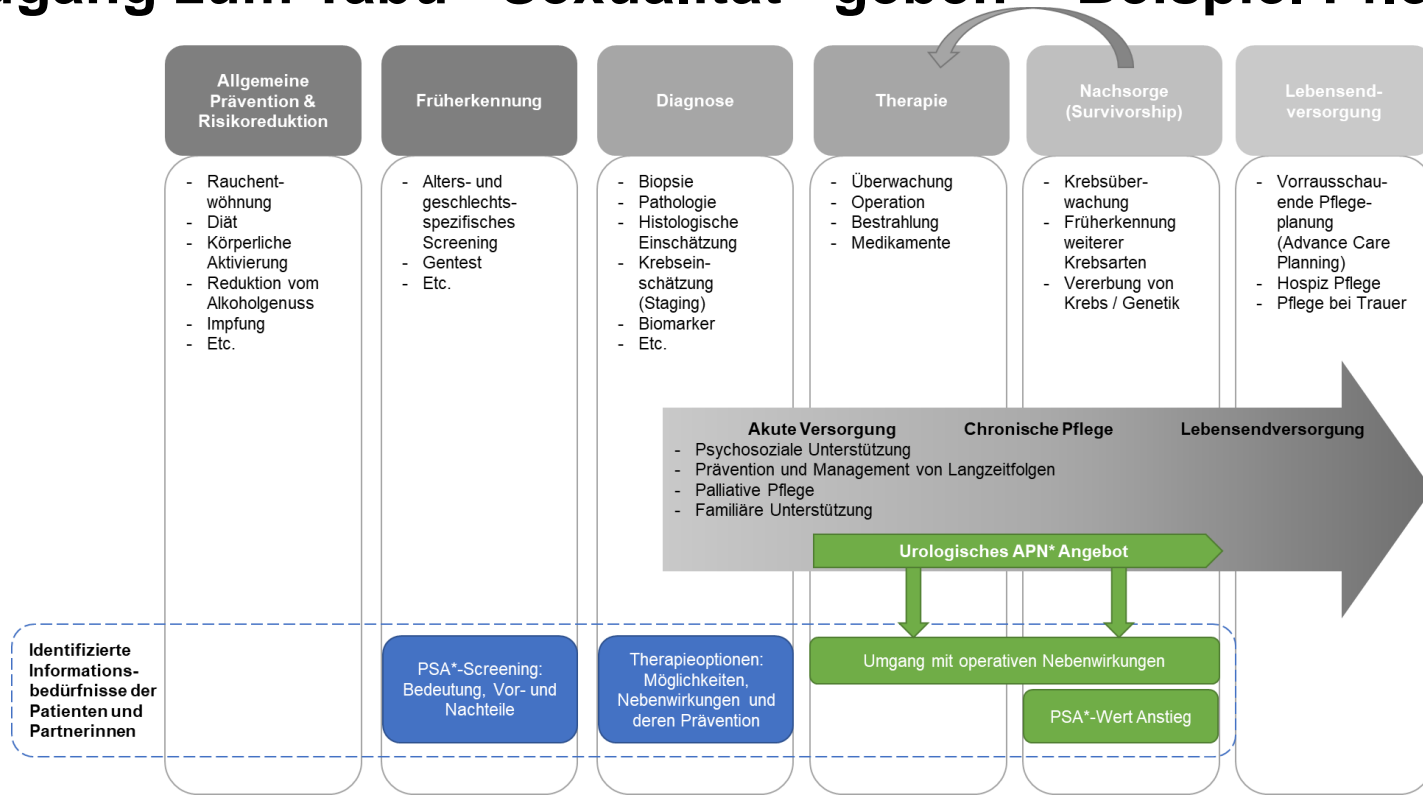 zum Tabu "Sexualität" geben
Allgemeine
Prävention &
Risikoreduktion
Früherkennung
Diagnose
Therapie
Nachsorge
(Survivorship)
Lebensend-
versorgung
- Rauchent-
wöhnung
- Diät
- Körperliche
Aktivierung
- Reduktion vom
Alkoholgenuss
- Impfung
- Etc.
- Alters- und
geschlechts-
spezifisches
Screening
- Gentest
- Etc.
- Biopsie
- Pathologie
- Histologische
Einschätzung
- Krebsein-
schätzung
(Staging)
- Biomarker
- Etc.
- Überwachung
- Operation
- Bestrahlung
- Medikamente
- Krebsüber-
wachung
- Früherkennung
weiterer
Krebsarten
- Vererbung von
Krebs / Genetik
- Vorrausschau-
ende Pflege-
planung
(Advance Care
Planning)
- Hospiz Pflege
- Pflege bei Trauer
Akute Versorgung
Chronische Pflege
Lebensendversorgung
- Psychosoziale Unterstützung
- Prävention und Management von Langzeitfolgen
- Palliative Pflege
- Familiäre Unterstützung
Urologisches APN* Angebot
Identifizierte
Informations-
bedürfnisse der
Patienten und
Partnerinnen
PSA*-Screening:
Bedeutung, Vor- und
Nachteile
Therapieoptionen:
Möglichkeiten,
Nebenwirkungen und
deren Prävention
Umgang mit operativen Nebenwirkungen
PSA*-Wert Anstieg